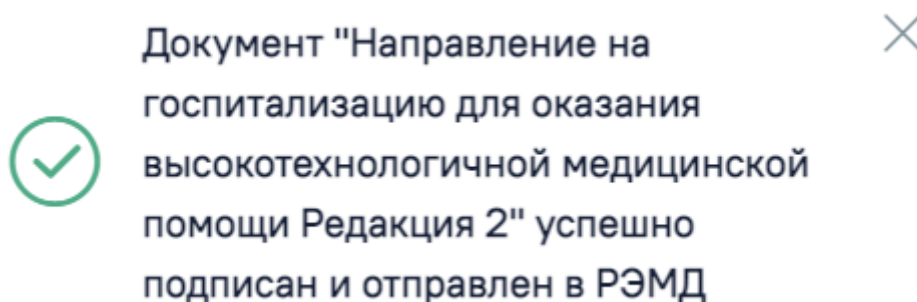 Документ "Направление на
госпитализацию для оказания
высокотехнологичной медицинской
помощи Редакция 2" успешно
подписан и отправлен в РЭМД